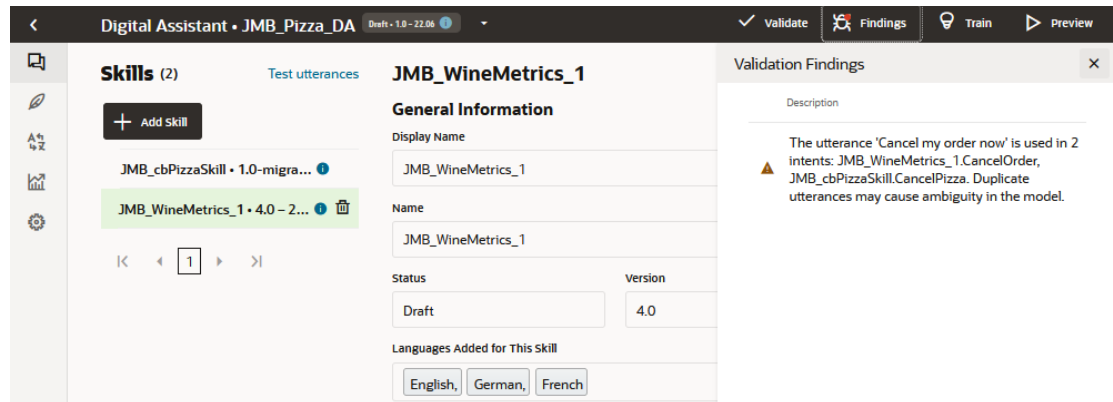 Digital Assistant • JMB_Pizza_DA Draft • 1.0 – 22.06
Validate Findings Train Preview
Skills (2) Test utterances
+ Add Skill
JMB_cbPizzaSkill • 1.0-migra...
JMB_WineMetrics_1 • 4.0 – 2...
1
JMB_WineMetrics_1
General Information
Display Name
JMB_WineMetrics_1
Name
JMB_WineMetrics_1
Status Version
Draft 4.0
Languages Added for This Skill
English, German, French
Validation Findings
Description
The utterance 'Cancel my order now' is used in 2
intents: JMB_WineMetrics_1.CancelOrder,
JMB_cbPizzaSkill.CancelPizza. Duplicate
utterances may cause ambiguity in the model.